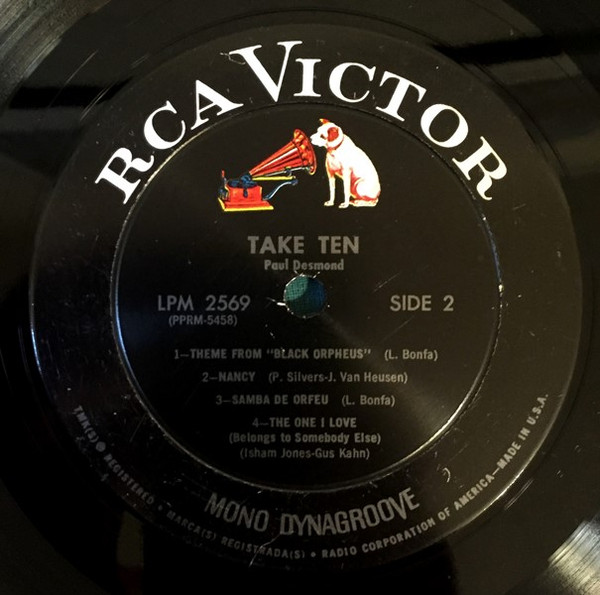 RCA VICTOR
TAKE TEN
Paul Desmond
LPM 2569 SIDE 2
(PPRM-5458)
1—THEME FROM "BLACK ORPHEUS" (L. Bonfa)
2—NANCY (P. Silvers-J. Van Heusen)
3—SAMBA DE ORFEU (L. Bonfa)
4—THE ONE I LOVE
(Belongs to Somebody Else)
(Isham Jones-Gus Kahn)
MONO DYNAGROOVE
TMK(S) ® REGISTERED • MARCA(S) REGISTRADA(S) • RADIO CORPORATION OF AMERICA—MADE IN U.S.A.